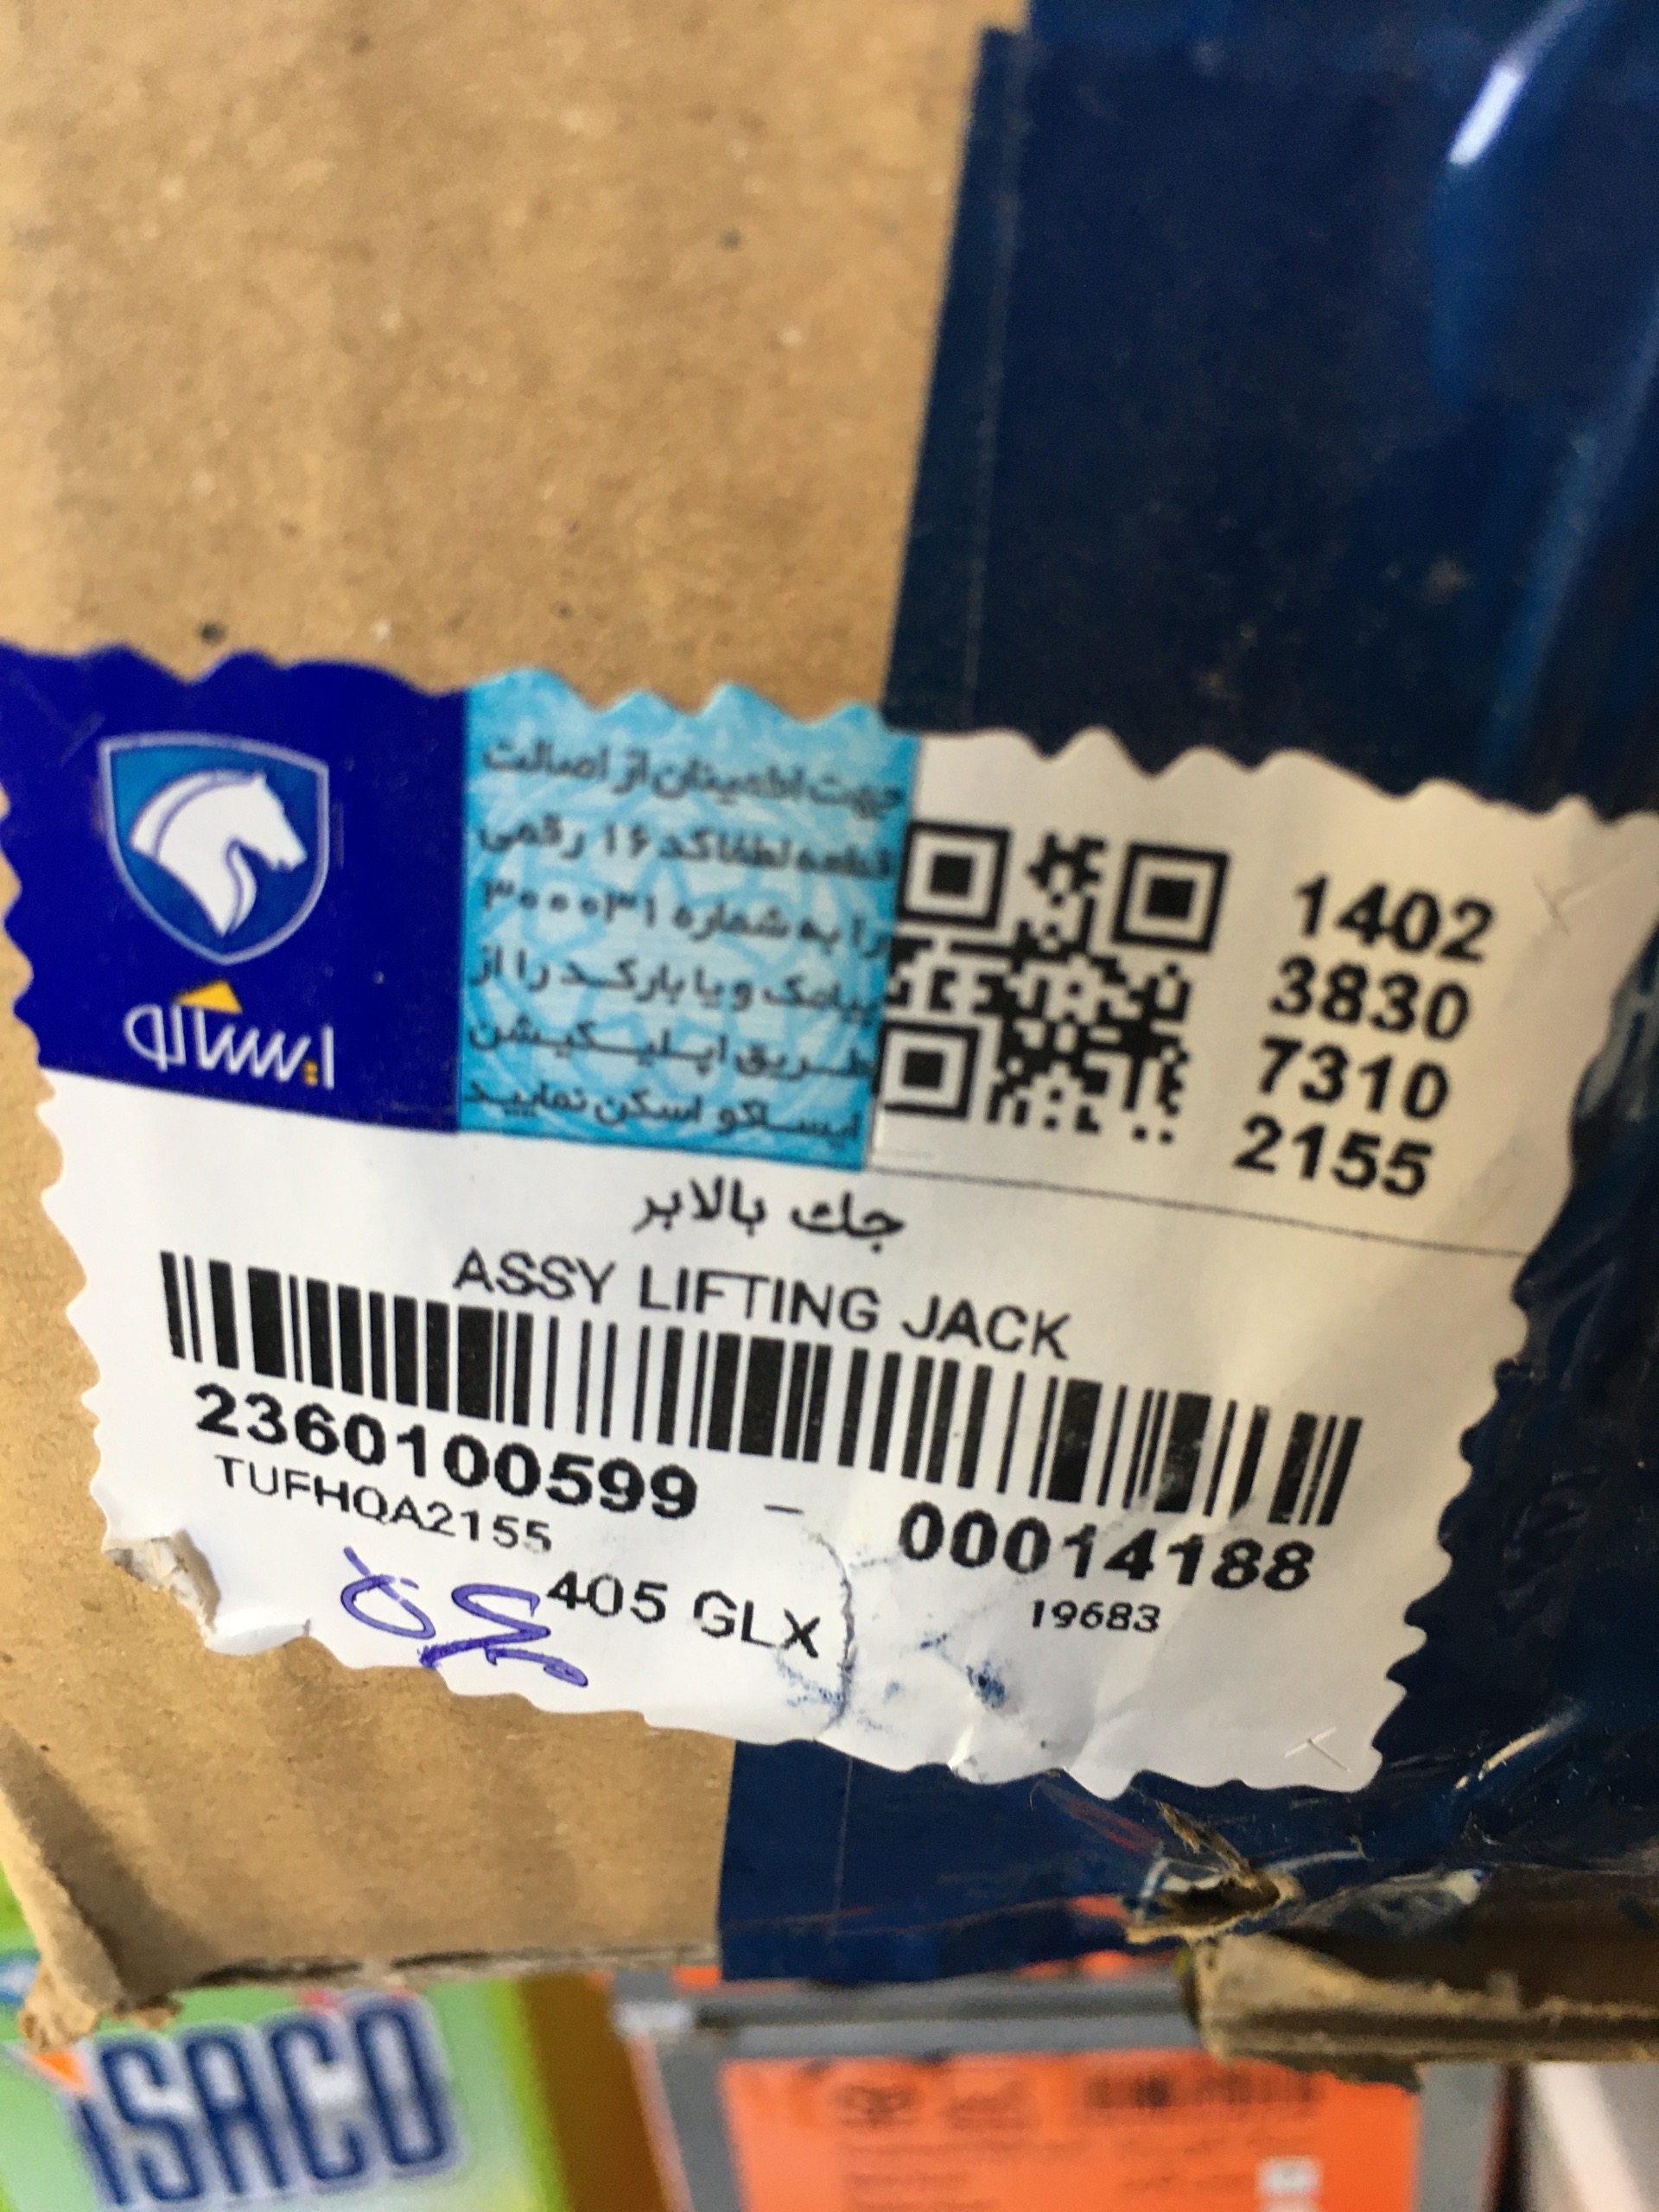 ایساکو
جهت اطمینان از اصالت
قطعه لطفا کد ۱۶ رقمی
را به شماره ۳۰۰۰۰۳۱
پیامک و یا بارکد را از
طریق اپلیکیشن
ایساکو اسکن نمایید
1402
3830
7310
2155
جك بالابر
ASSY LIFTING JACK
2360100599 - 00014188
TUFHQA2155
405 GLX
19683
iSACO